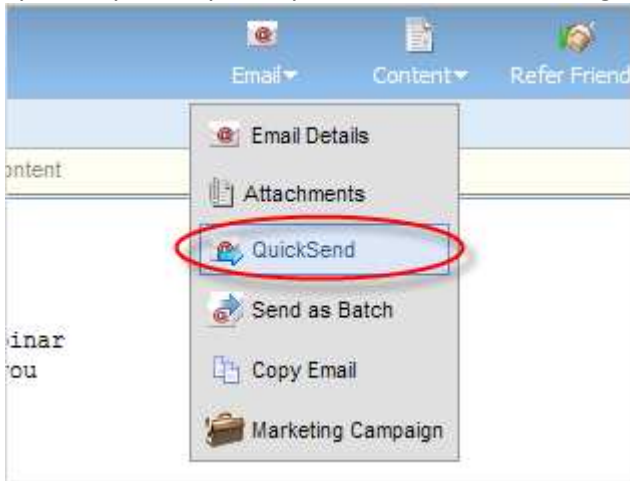 Email▾ Content▾ Refer Friend
Email Details
ontent
Attachments
QuickSend
Send as Batch
inar
ou
Copy Email
Marketing Campaign